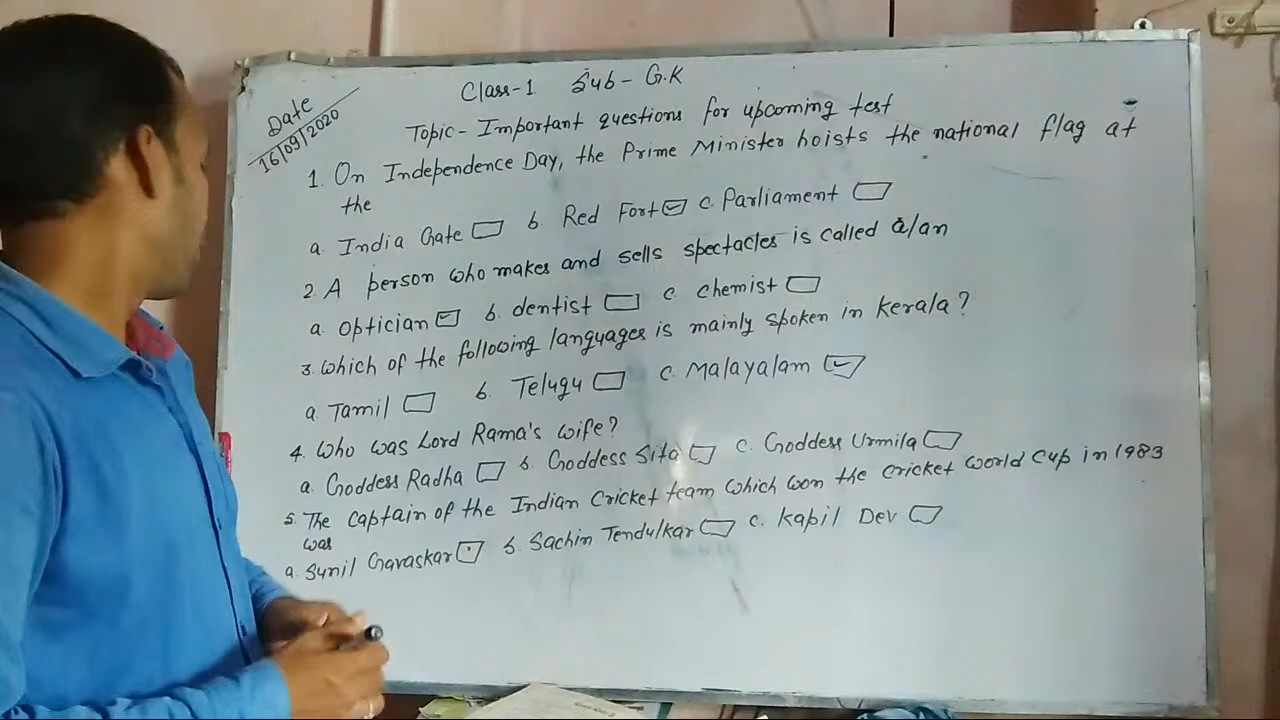 Date
16/09/2020
Class-1 Sub - G.K
Topic - Important questions for upcoming test
1. On Independence Day, the Prime Minister hoists the national flag at
the
a. India Gate b. Red Fort c. Parliament
2. A person who makes and sells spectacles is called a/an
a. optician b. dentist c. chemist
3. Which of the following languages is mainly spoken in Kerala?
a. Tamil b. Telugu c. Malayalam
4. Who was Lord Rama's wife?
a. Goddess Radha b. Goddess Sita c. Goddess Urmila
5. The captain of the Indian Cricket team which won the cricket world cup in 1983
was
a. Sunil Gavaskar b. Sachin Tendulkar c. Kapil Dev